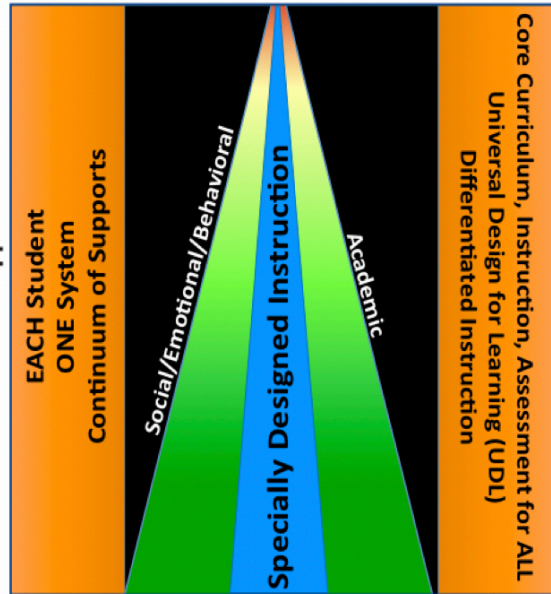 EACH Student
ONE System
Continuum of Supports
Social/Emotional/Behavioral
Specially Designed Instruction
Academic
Core Curriculum, Instruction, Assessment for ALL
Universal Design for Learning (UDL)
Differentiated Instruction